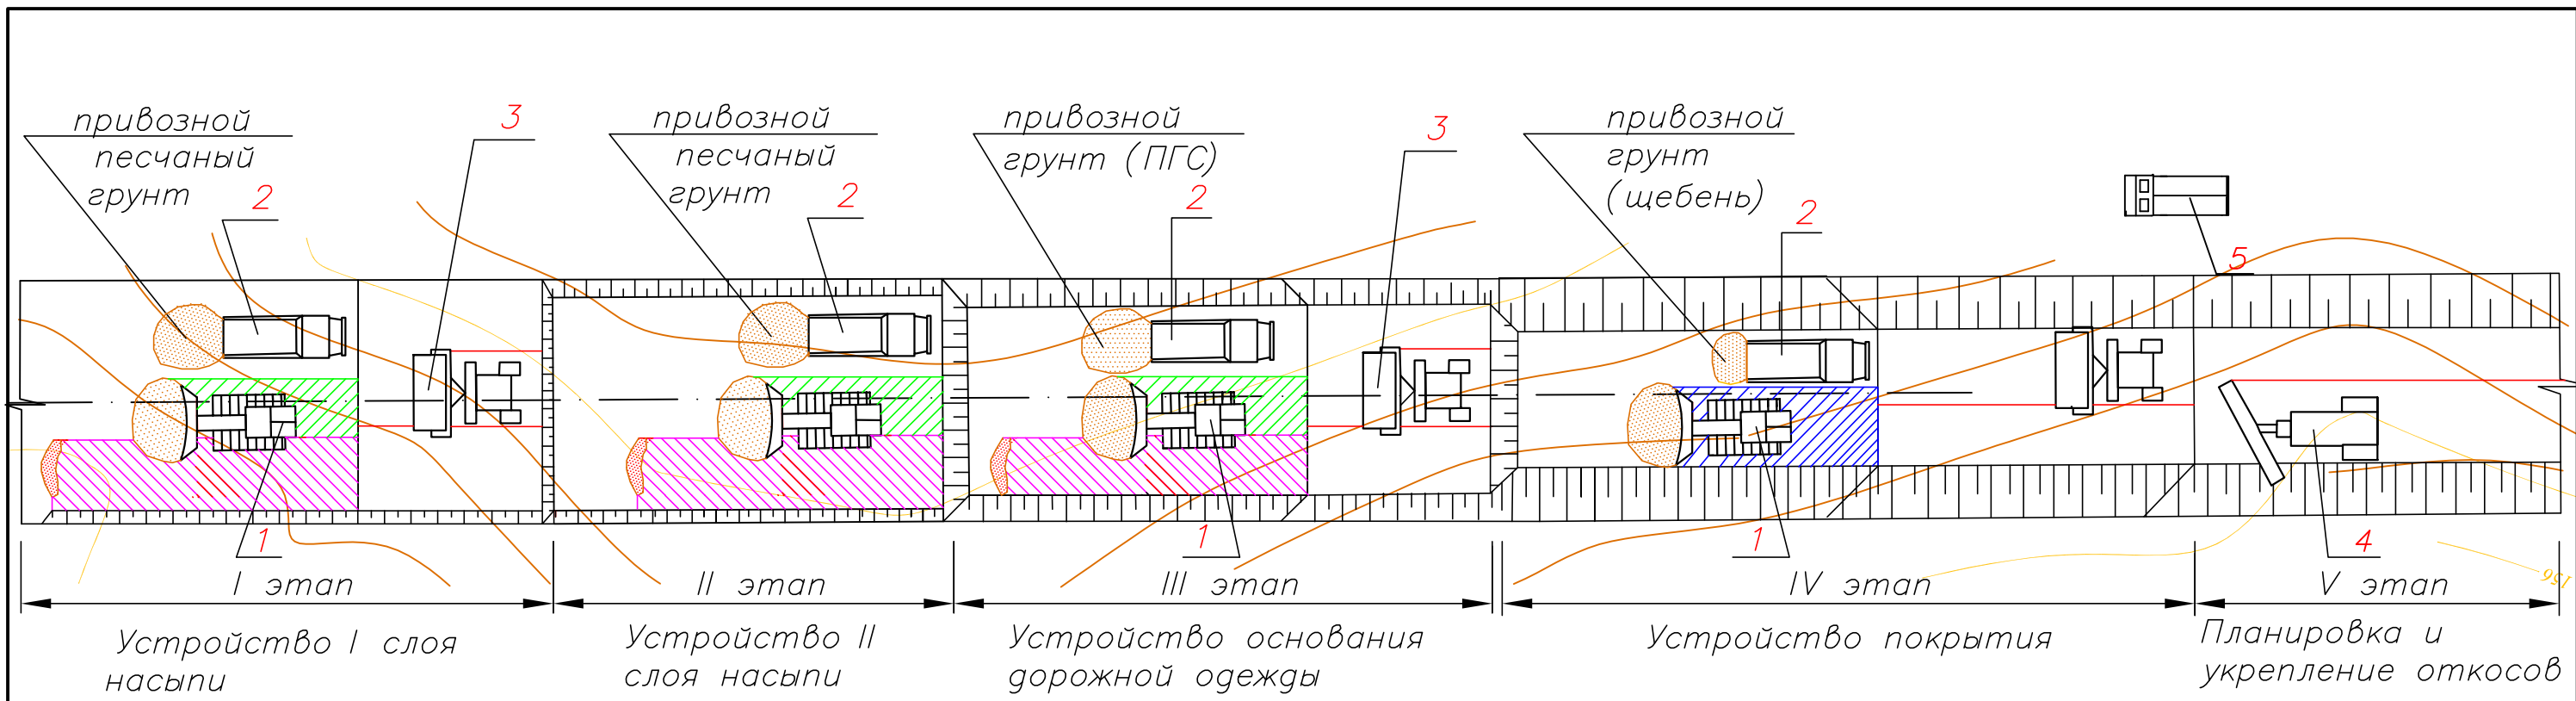 привозной
песчаный
грунт
2
3
привозной
песчаный
грунт
2
привозной
грунт (ПГС)
2
3
привозной
грунт
(щебень)
2
5
1
1
1
4
156
I этап
II этап
III этап
IV этап
V этап
Устройство I слоя
насыпи
Устройство II
слоя насыпи
Устройство основания
дорожной одежды
Устройство покрытия
Планировка и
укрепление откосов